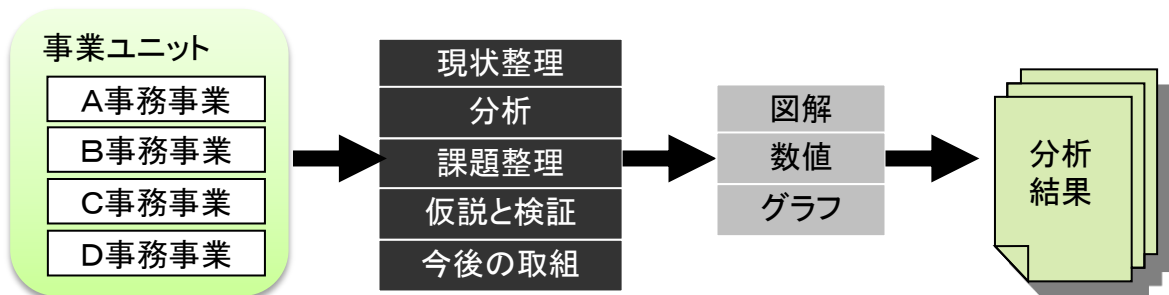 事業ユニット
A事務事業
B事務事業
C事務事業
D事務事業
現状整理
分析
課題整理
仮説と検証
今後の取組
図解
数値
グラフ
分析
結果